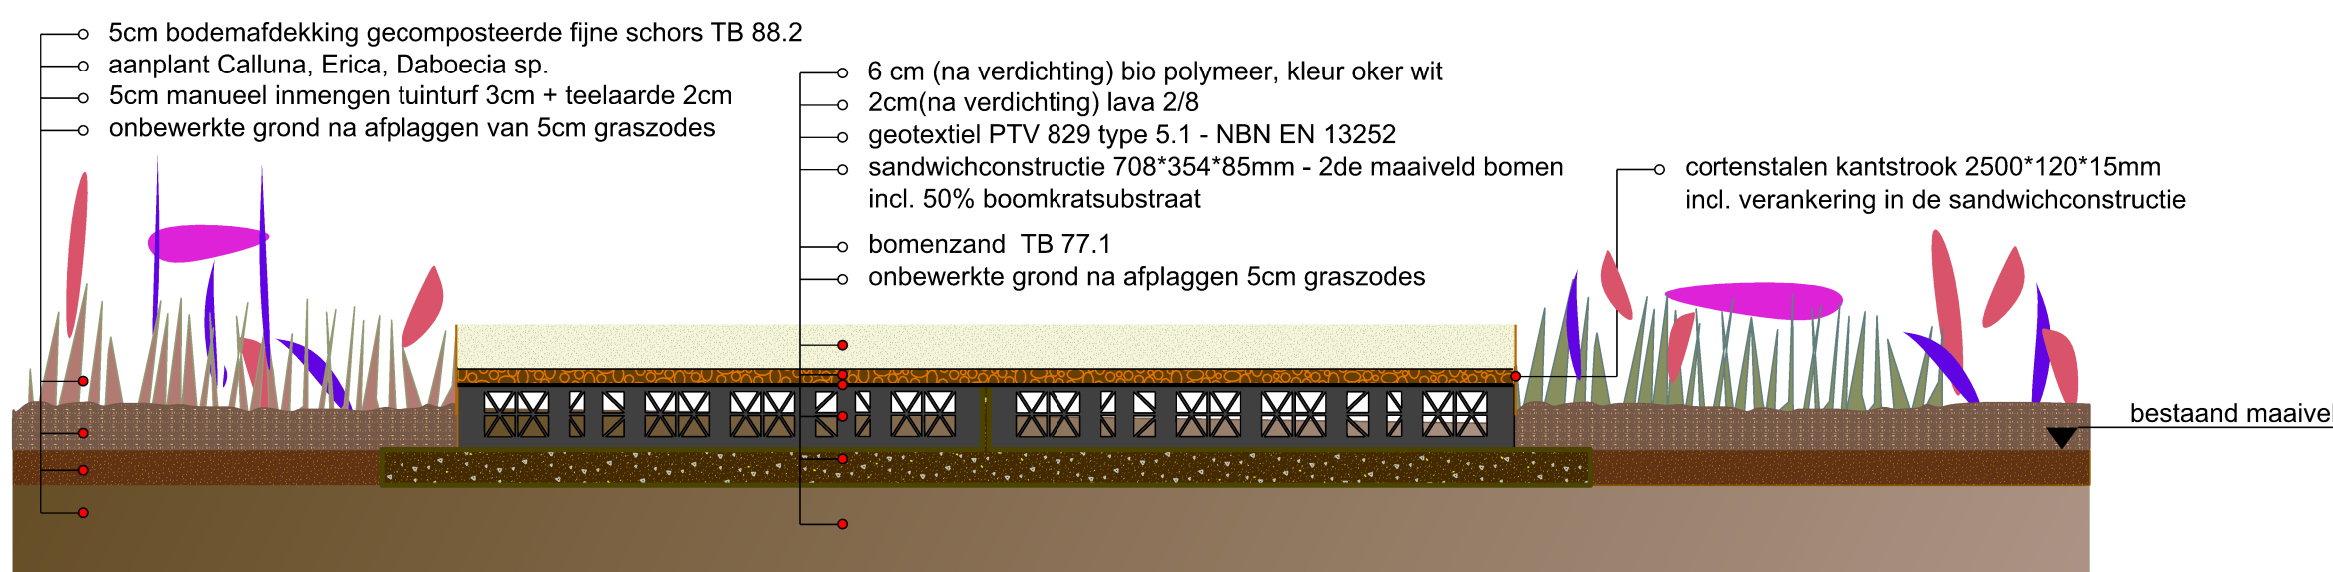 5cm bodemafdekking gecomposteerde fijne schors TB 88.2
aanplant Calluna, Erica, Daboecia sp.
5cm manueel inmengen tuinturf 3cm + teelaarde 2cm
onbewerkte grond na afplaggen van 5cm graszodes
6 cm (na verdichting) bio polymeer, kleur oker wit
2cm(na verdichting) lava 2/8
geotextiel PTV 829 type 5.1 - NBN EN 13252
sandwichconstructie 708*354*85mm - 2de maaiveld bomen
incl. 50% boomkratsubstraat
bomenzand TB 77.1
onbewerkte grond na afplaggen 5cm graszodes
cortenstalen kantstrook 2500*120*15mm
incl. verankering in de sandwichconstructie
bestaand maaivel